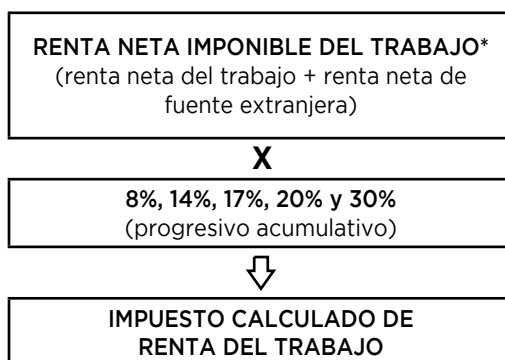 RENTA NETA IMPONIBLE DEL TRABAJO*
(renta neta del trabajo + renta neta de
fuente extranjera)
X
8%, 14%, 17%, 20% y 30%
(progresivo acumulativo)
IMPUESTO CALCULADO DE
RENTA DEL TRABAJO